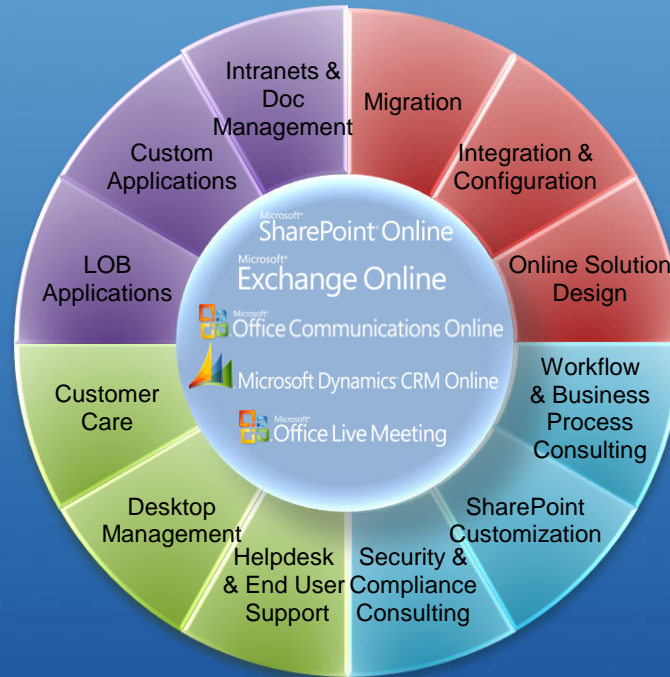 Intranets &
Doc
Management
Migration
Custom
Applications
Integration &
Configuration
LOB
Applications
Online Solution
Design
Microsoft®
SharePoint® Online
Microsoft®
Exchange Online
Microsoft®
Office Communications Online
Microsoft Dynamics® CRM Online
Microsoft®
Office Live Meeting
Customer
Care
Workflow
& Business
Process
Consulting
Desktop
Management
SharePoint
Customization
Helpdesk
& End User
Support
Security &
Compliance
Consulting